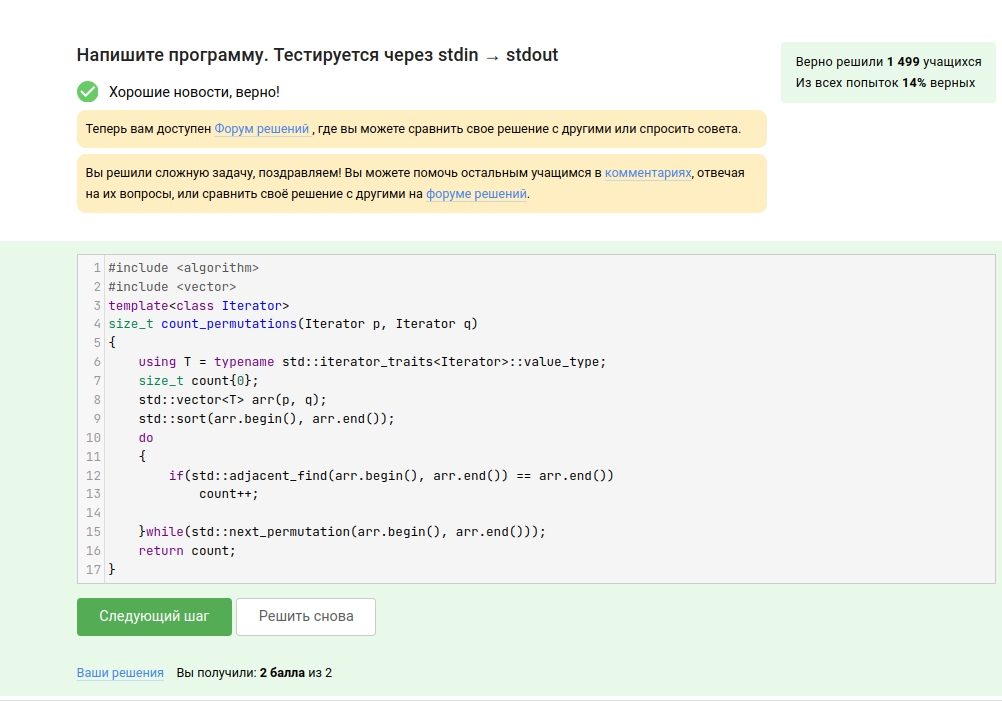 Напишите программу. Тестируется через stdin → stdout
Верно решили 1 499 учащихся
Из всех попыток 14% верных
Хорошие новости, верно!
Теперь вам доступен Форум решений , где вы можете сравнить свое решение с другими или спросить совета.
Вы решили сложную задачу, поздравляем! Вы можете помочь остальным учащимся в комментариях, отвечая
на их вопросы, или сравнить своё решение с другими на форуме решений.
1 #include <algorithm>
2 #include <vector>
3 template<class Iterator>
4 size_t count_permutations(Iterator p, Iterator q)
5 {
6     using T = typename std::iterator_traits<Iterator>::value_type;
7     size_t count{0};
8     std::vector<T> arr(p, q);
9     std::sort(arr.begin(), arr.end());
10     do
11     {
12         if(std::adjacent_find(arr.begin(), arr.end()) == arr.end())
13             count++;
14
15     }while(std::next_permutation(arr.begin(), arr.end()));
16     return count;
17 }
Следующий шаг
Решить снова
Ваши решения Вы получили: 2 балла из 2